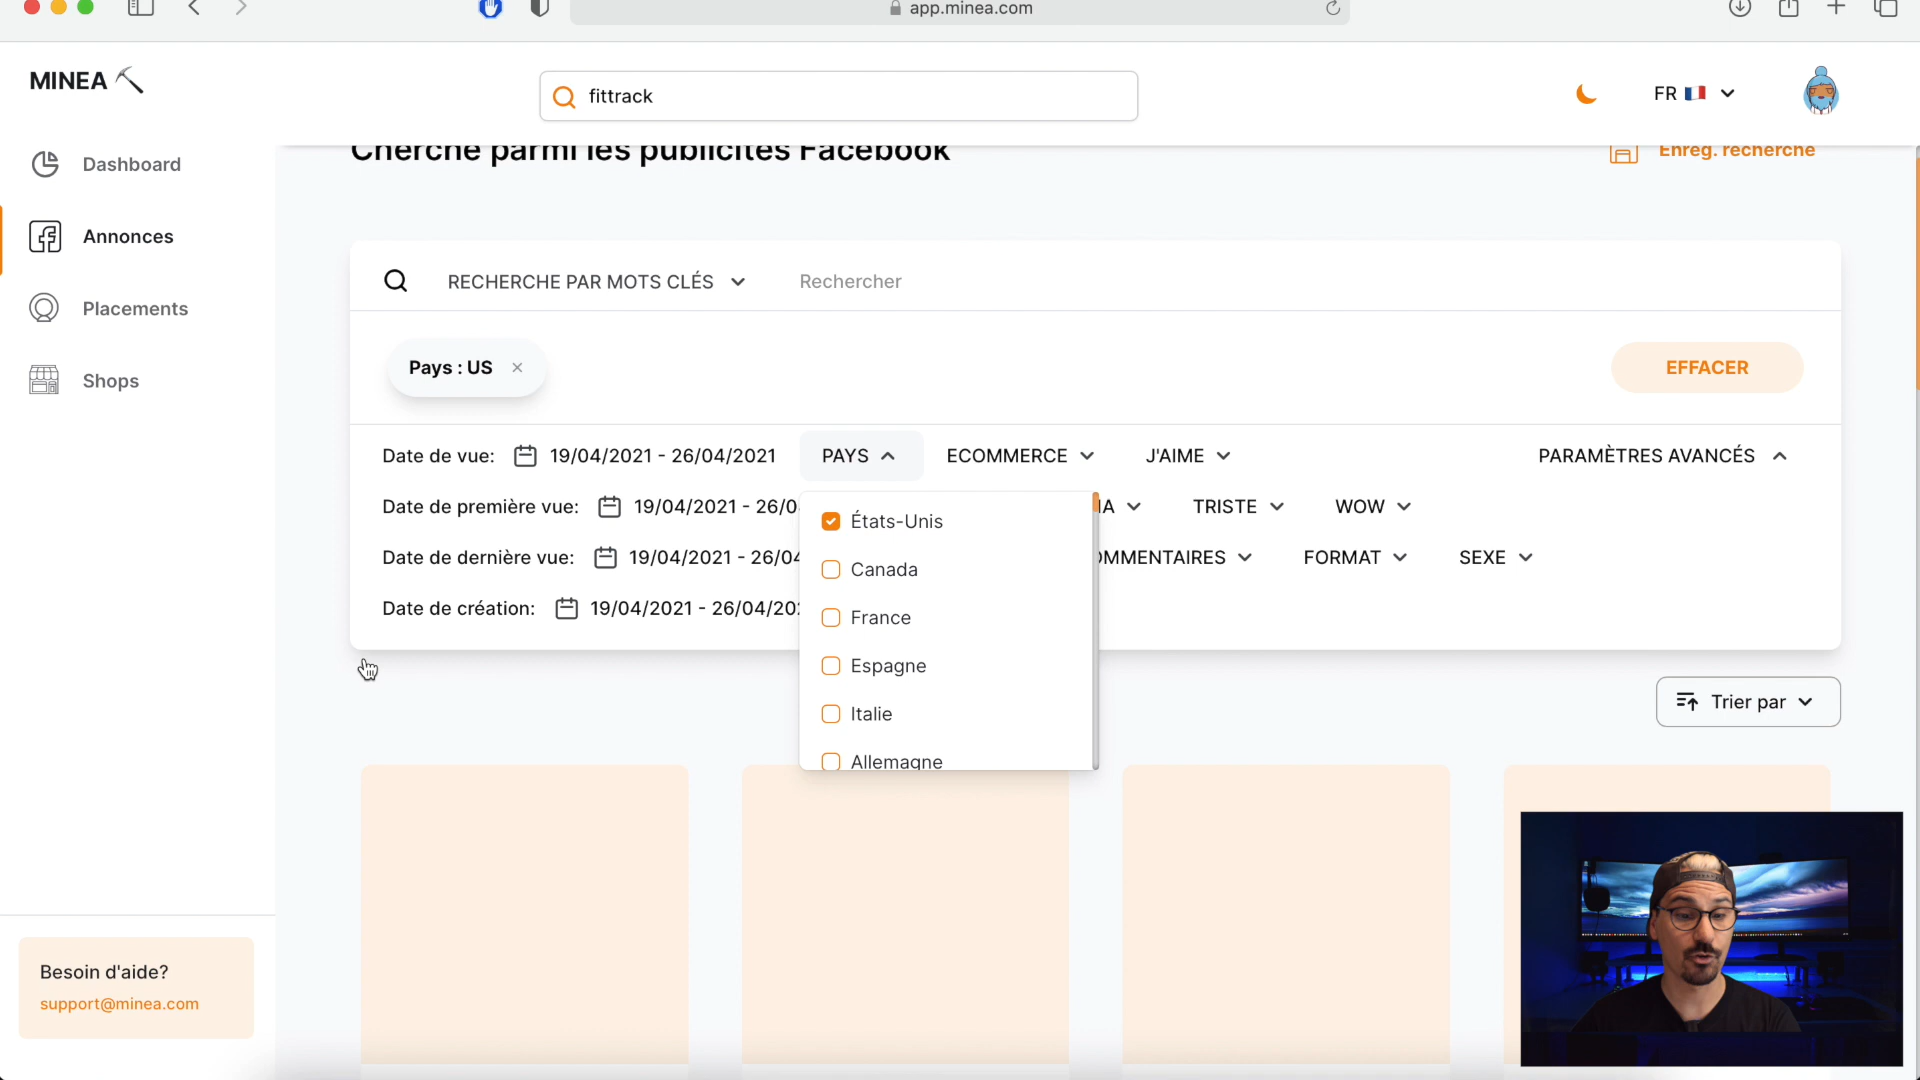 app.minea.com
MINEA
fittrack
FR
Dashboard
Annonces
Placements
Shops
Cherche parmi les publicités Facebook
Enreg. recherche
RECHERCHE PAR MOTS CLÉS
Rechercher
Pays : US
EFFACER
Date de vue: 19/04/2021 - 26/04/2021 PAYS ECOMMERCE J'AIME PARAMÈTRES AVANCÉS
Date de première vue: 19/04/2021 - 26/0 TRISTE WOW
Date de dernière vue: 19/04/2021 - 26/04 OMMENTAIRES FORMAT SEXE
Date de création: 19/04/2021 - 26/04/202
États-Unis
Canada
France
Espagne
Italie
Allemagne
Trier par
Besoin d'aide?
support@minea.com